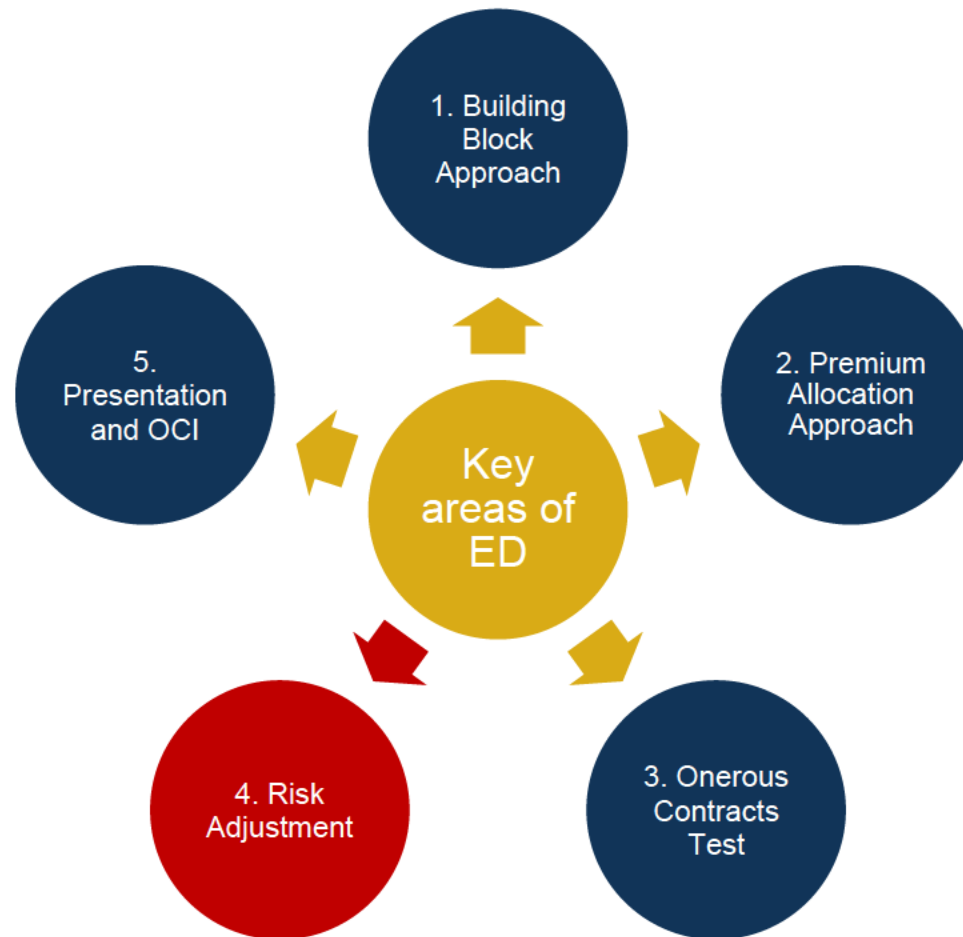 1. Building
Block
Approach
2. Premium
Allocation
Approach
3. Onerous
Contracts
Test
4. Risk
Adjustment
5.
Presentation
and OCI
Key
areas of
ED